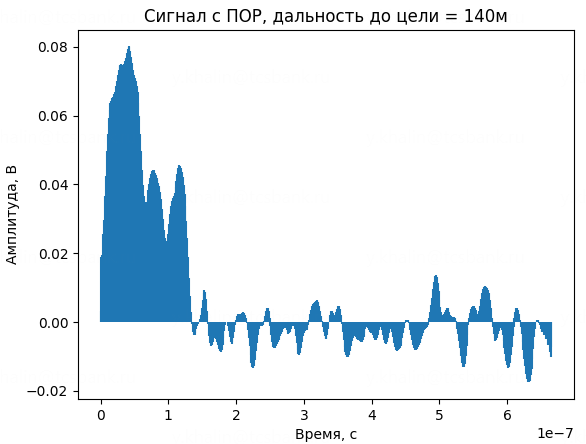 Сигнал с ПОР, дальность до цели = 140м
0.08
0.06
0.04
0.02
0.00
−0.02
Амплитуда, В
0 1 2 3 4 5 6
1e−7
Время, с